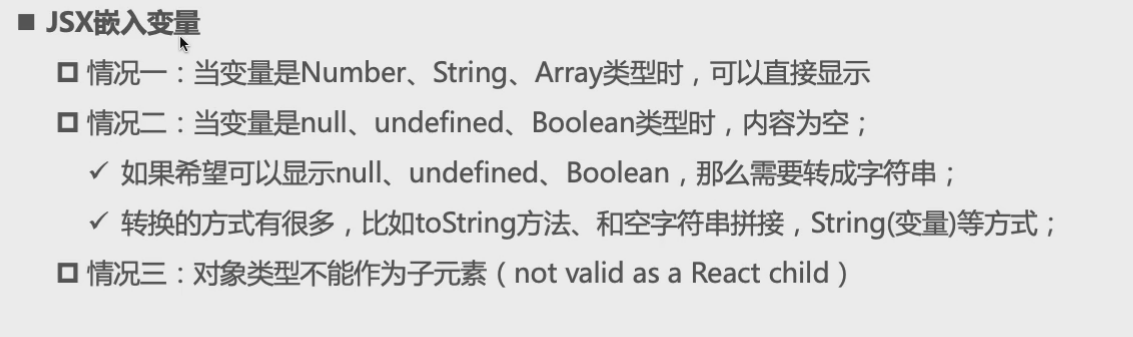 ■ JSX嵌入变量
情况一：当变量是Number、String、Array类型时，可以直接显示
情况二：当变量是null、undefined、Boolean类型时，内容为空；
✓ 如果希望可以显示null、undefined、Boolean，那么需要转成字符串；
✓ 转换的方式有很多，比如toString方法、和空字符串拼接，String(变量)等方式；
情况三：对象类型不能作为子元素（not valid as a React child）